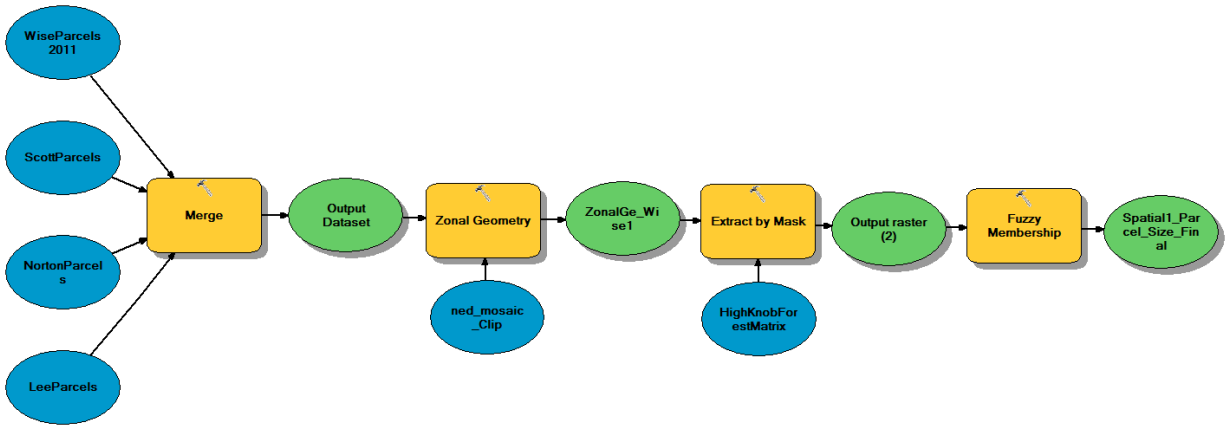 WiseParcels
2011
ScottParcels
NortonParcel
s
LeeParcels
Merge
Output
Dataset
Zonal Geometry
ned_mosaic
_Clip
ZonalGe_Wi
se1
Extract by Mask
HighKnobFor
estMatrix
Output raster
(2)
Fuzzy
Membership
Spatial1_Par
cel_Size_Fin
al